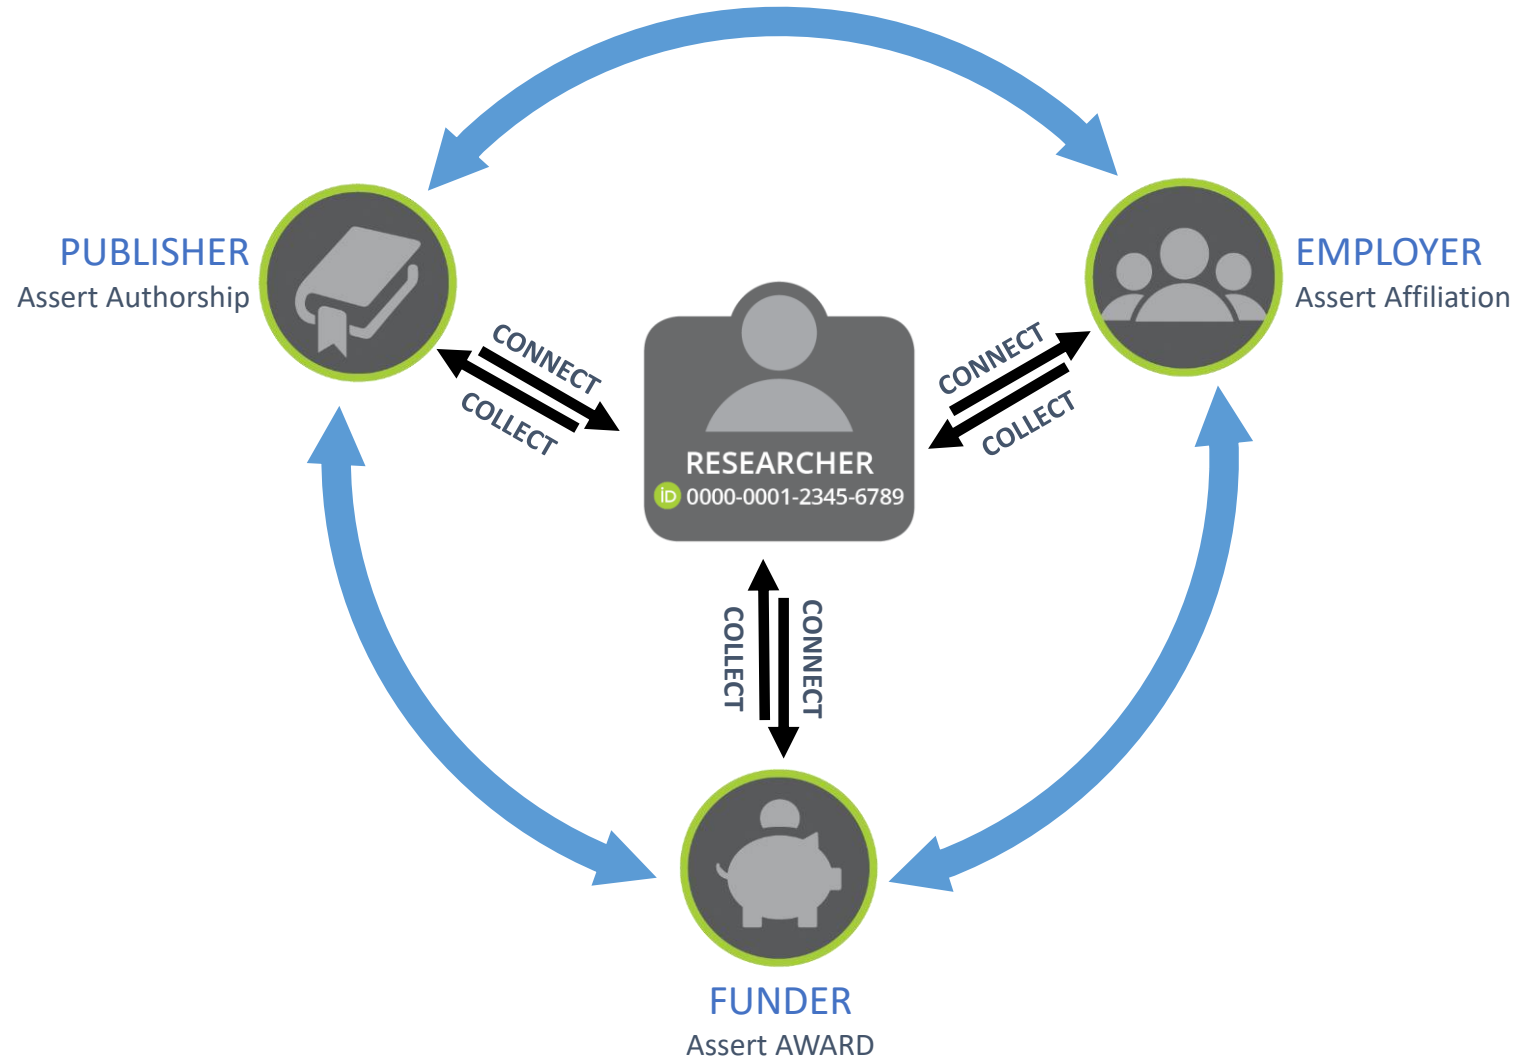 PUBLISHER
Assert Authorship
EMPLOYER
Assert Affiliation
CONNECT
COLLECT
CONNECT
COLLECT
RESEARCHER
iD 0000-0001-2345-6789
COLLECT
CONNECT
FUNDER
Assert AWARD